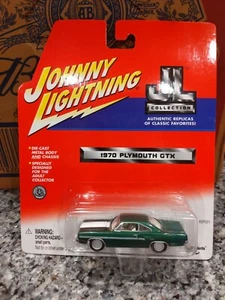 JOHNNY
LIGHTNING
JL
COLLECTION
AUTHENTIC REPLICAS
OF CLASSIC FAVORITES!
1970 PLYMOUTH GTX
• DIE-CAST
METAL BODY
AND CHASSIS
• SPECIALLY
DESIGNED
FOR THE
ADULT
COLLECTOR
WARNING: